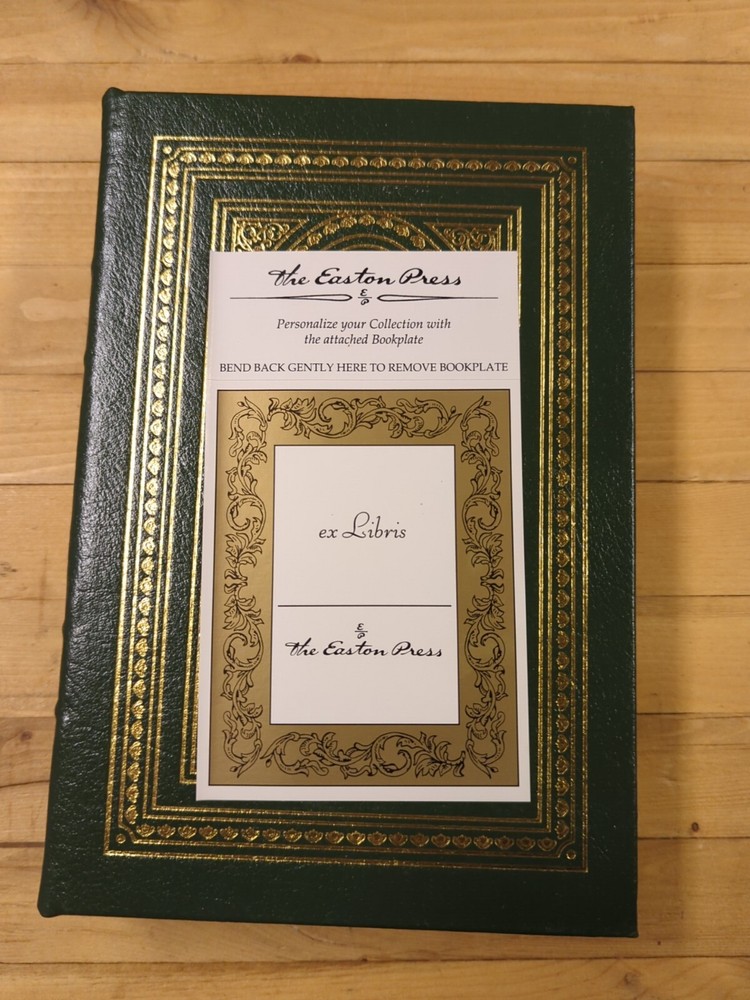 The Easton Press
E
P
Personalize your Collection with
the attached Bookplate
BEND BACK GENTLY HERE TO REMOVE BOOKPLATE
ex Libris
E
P
The Easton Press